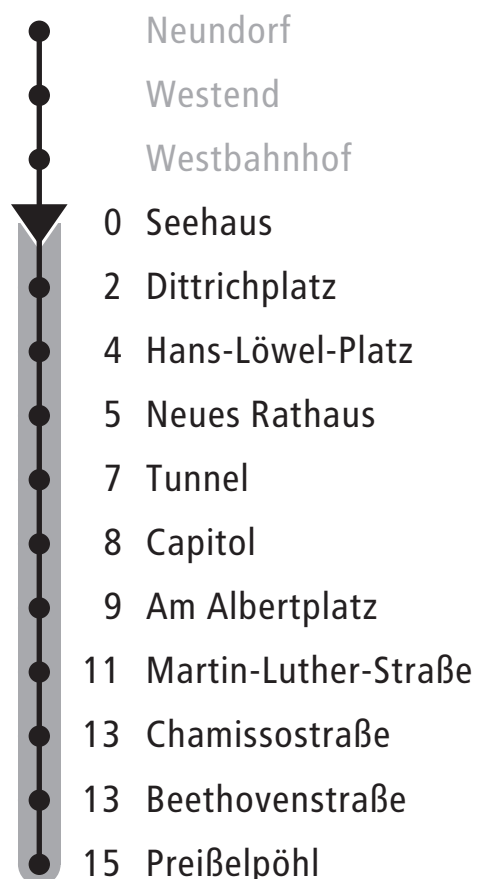 Neundorf
Westend
Westbahnhof
0 Seehaus
2 Dittrichplatz
4 Hans-Löwel-Platz
5 Neues Rathaus
7 Tunnel
8 Capitol
9 Am Albertplatz
11 Martin-Luther-Straße
13 Chamissostraße
13 Beethovenstraße
15 Preißelpöhl